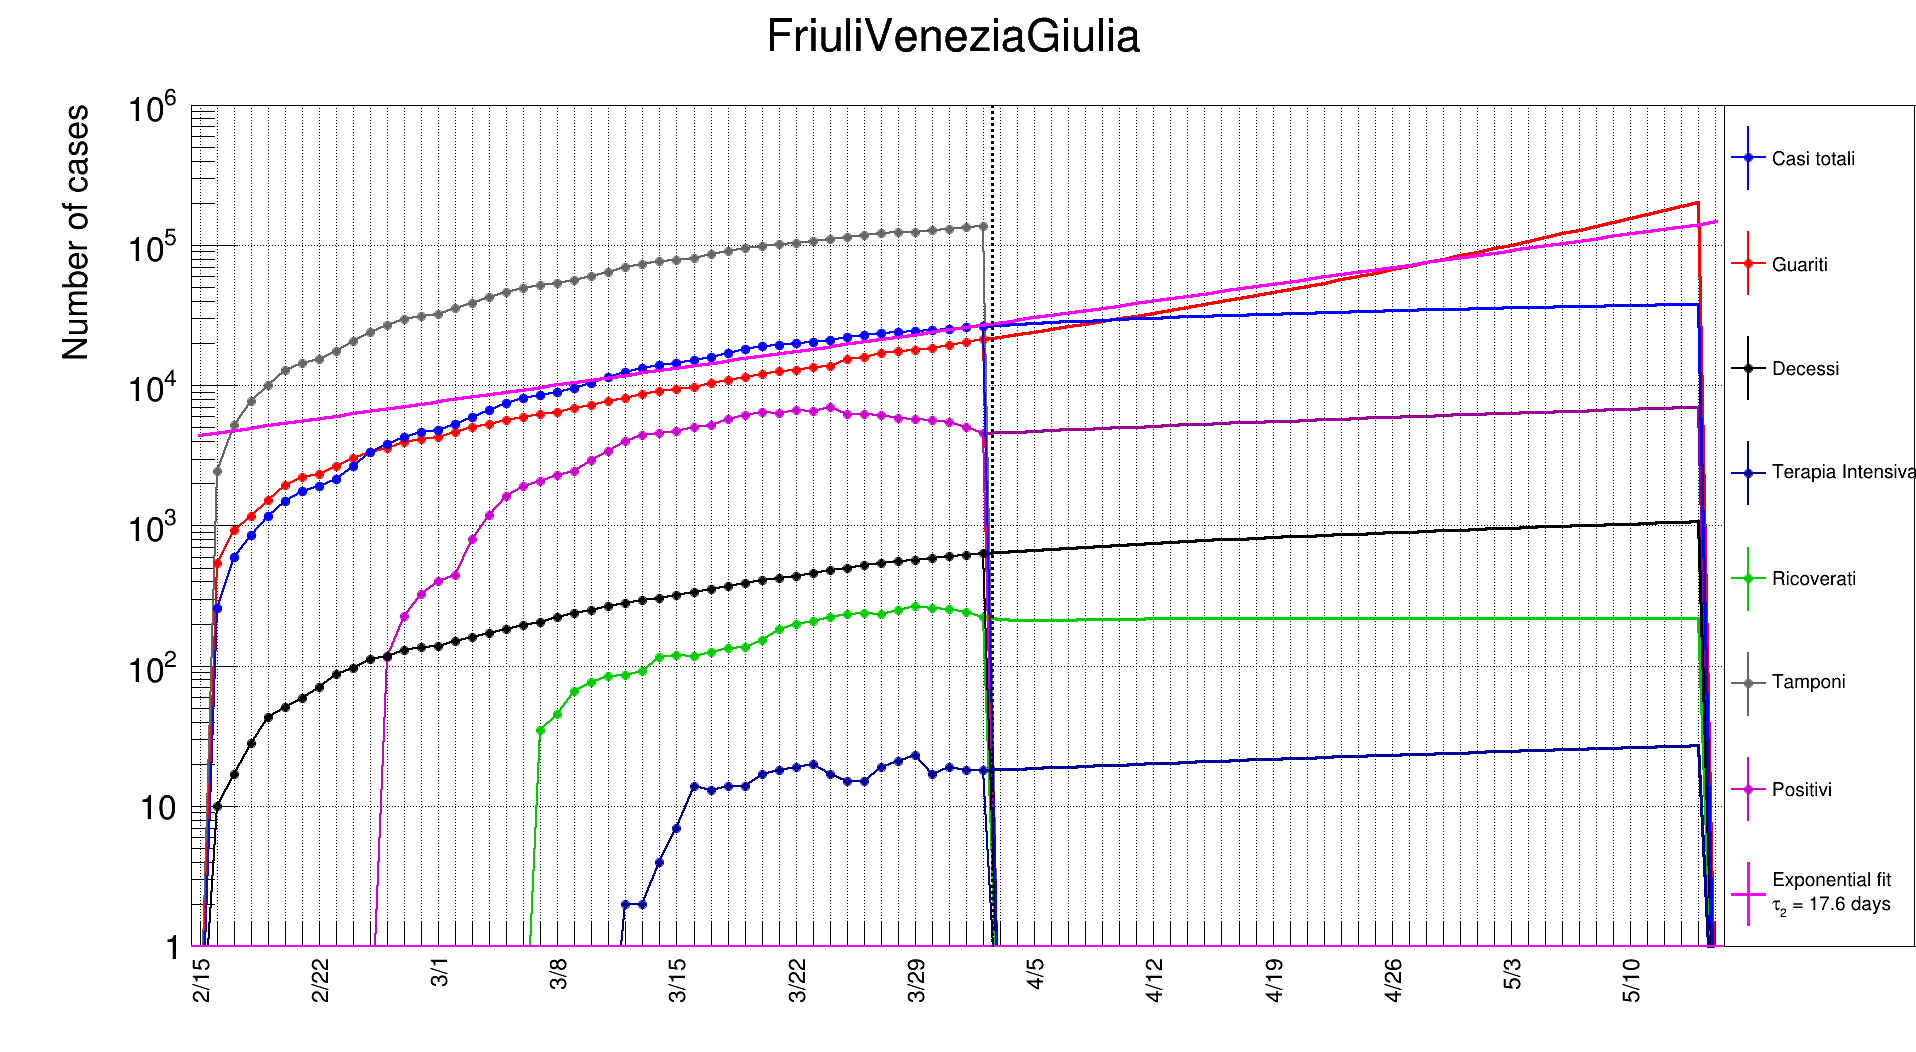 FriuliVeneziaGiulia
Number of cases
10^6
10^5
10^4
10^3
10^2
10
1
2/15
2/22
3/1
3/8
3/15
3/22
3/29
4/5
4/12
4/19
4/26
5/3
5/10
Casi totali
Guariti
Decessi
Terapia Intensiva
Ricoverati
Tamponi
Positivi
Exponential fit
τ₂ = 17.6 days